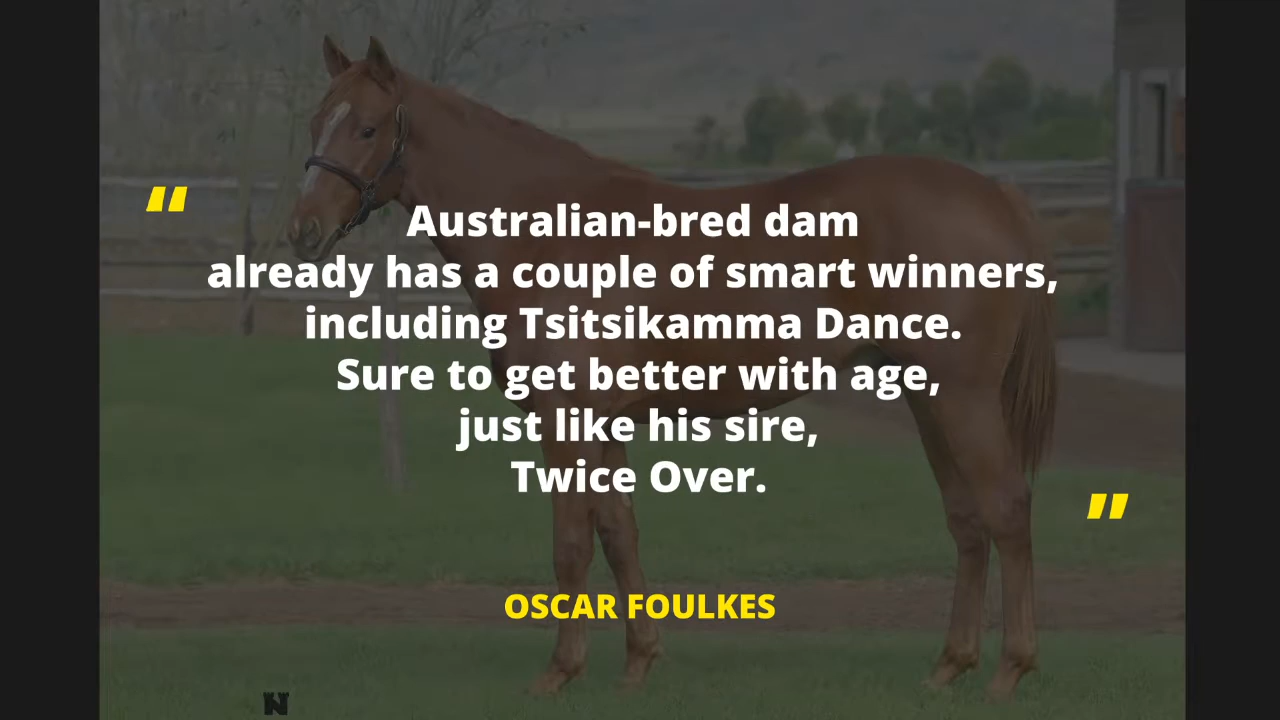 "
Australian-bred dam
already has a couple of smart winners,
including Tsitsikamma Dance.
Sure to get better with age,
just like his sire,
Twice Over.
"
OSCAR FOULKES
N